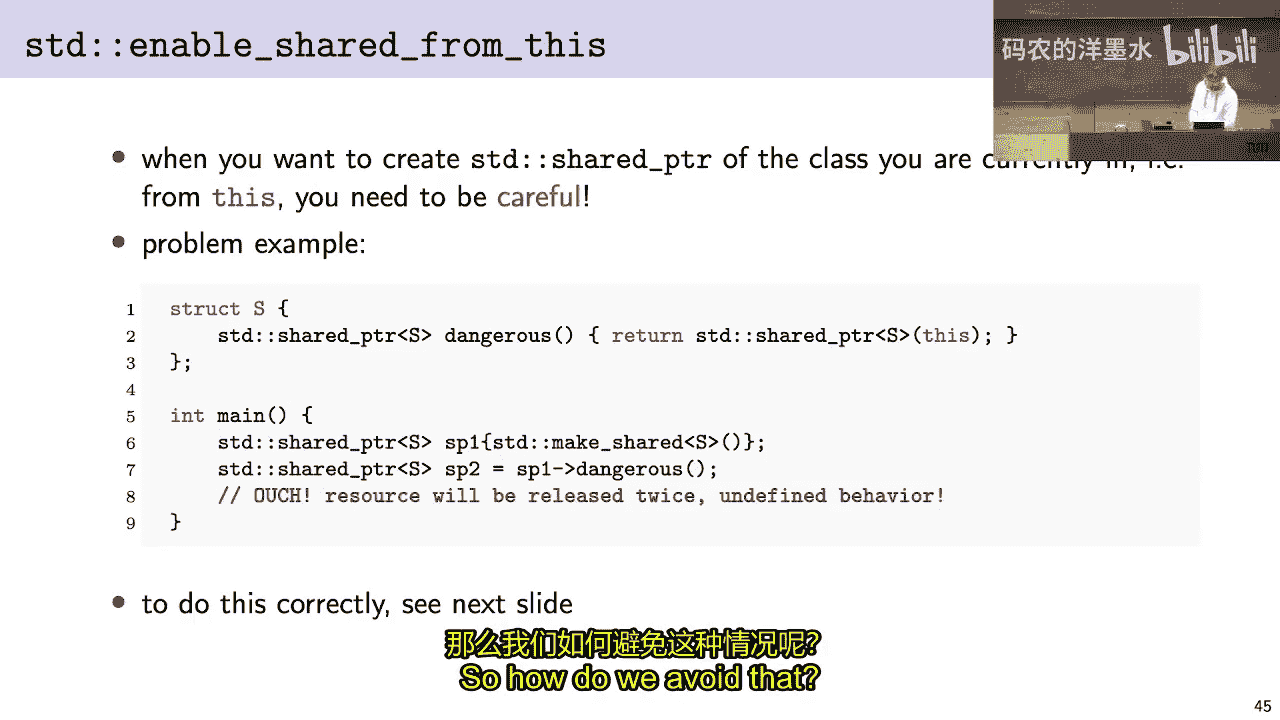 std::enable_shared_from_this
码农的洋墨水 bilibili
• when you want to create std::shared_ptr of the class you are currently in, i.e.
from this, you need to be careful!
• problem example:
1 struct S {
2 std::shared_ptr<S> dangerous() { return std::shared_ptr<S>(this); }
3 };
4
5 int main() {
6 std::shared_ptr<S> sp1{std::make_shared<S>()};
7 std::shared_ptr<S> sp2 = sp1->dangerous();
8 // OUCH! resource will be released twice, undefined behavior!
9 }
• to do this correctly, see next slide
那么我们如何避免这种情况呢?
So how do we avoid that?
45